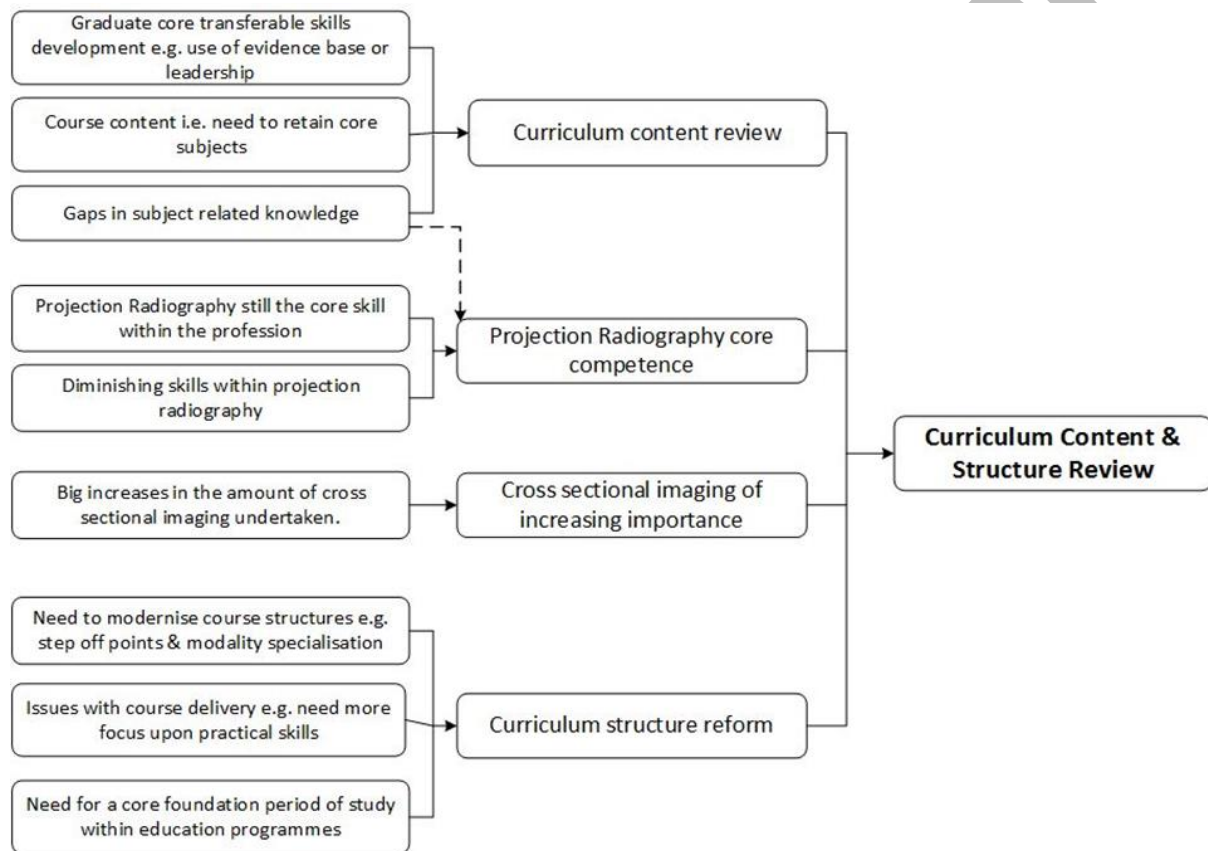 Graduate core transferable skills
development e.g. use of evidence base or
leadership
Course content i.e. need to retain core
subjects
Gaps in subject related knowledge
Curriculum content review
Projection Radiography still the core skill
within the profession
Diminishing skills within projection
radiography
Projection Radiography core
competence
Big increases in the amount of cross
sectional imaging undertaken.
Cross sectional imaging of
increasing importance
Need to modernise course structures e.g.
step off points & modality specialisation
Issues with course delivery e.g. need more
focus upon practical skills
Need for a core foundation period of study
within education programmes
Curriculum structure reform
Curriculum Content &
Structure Review